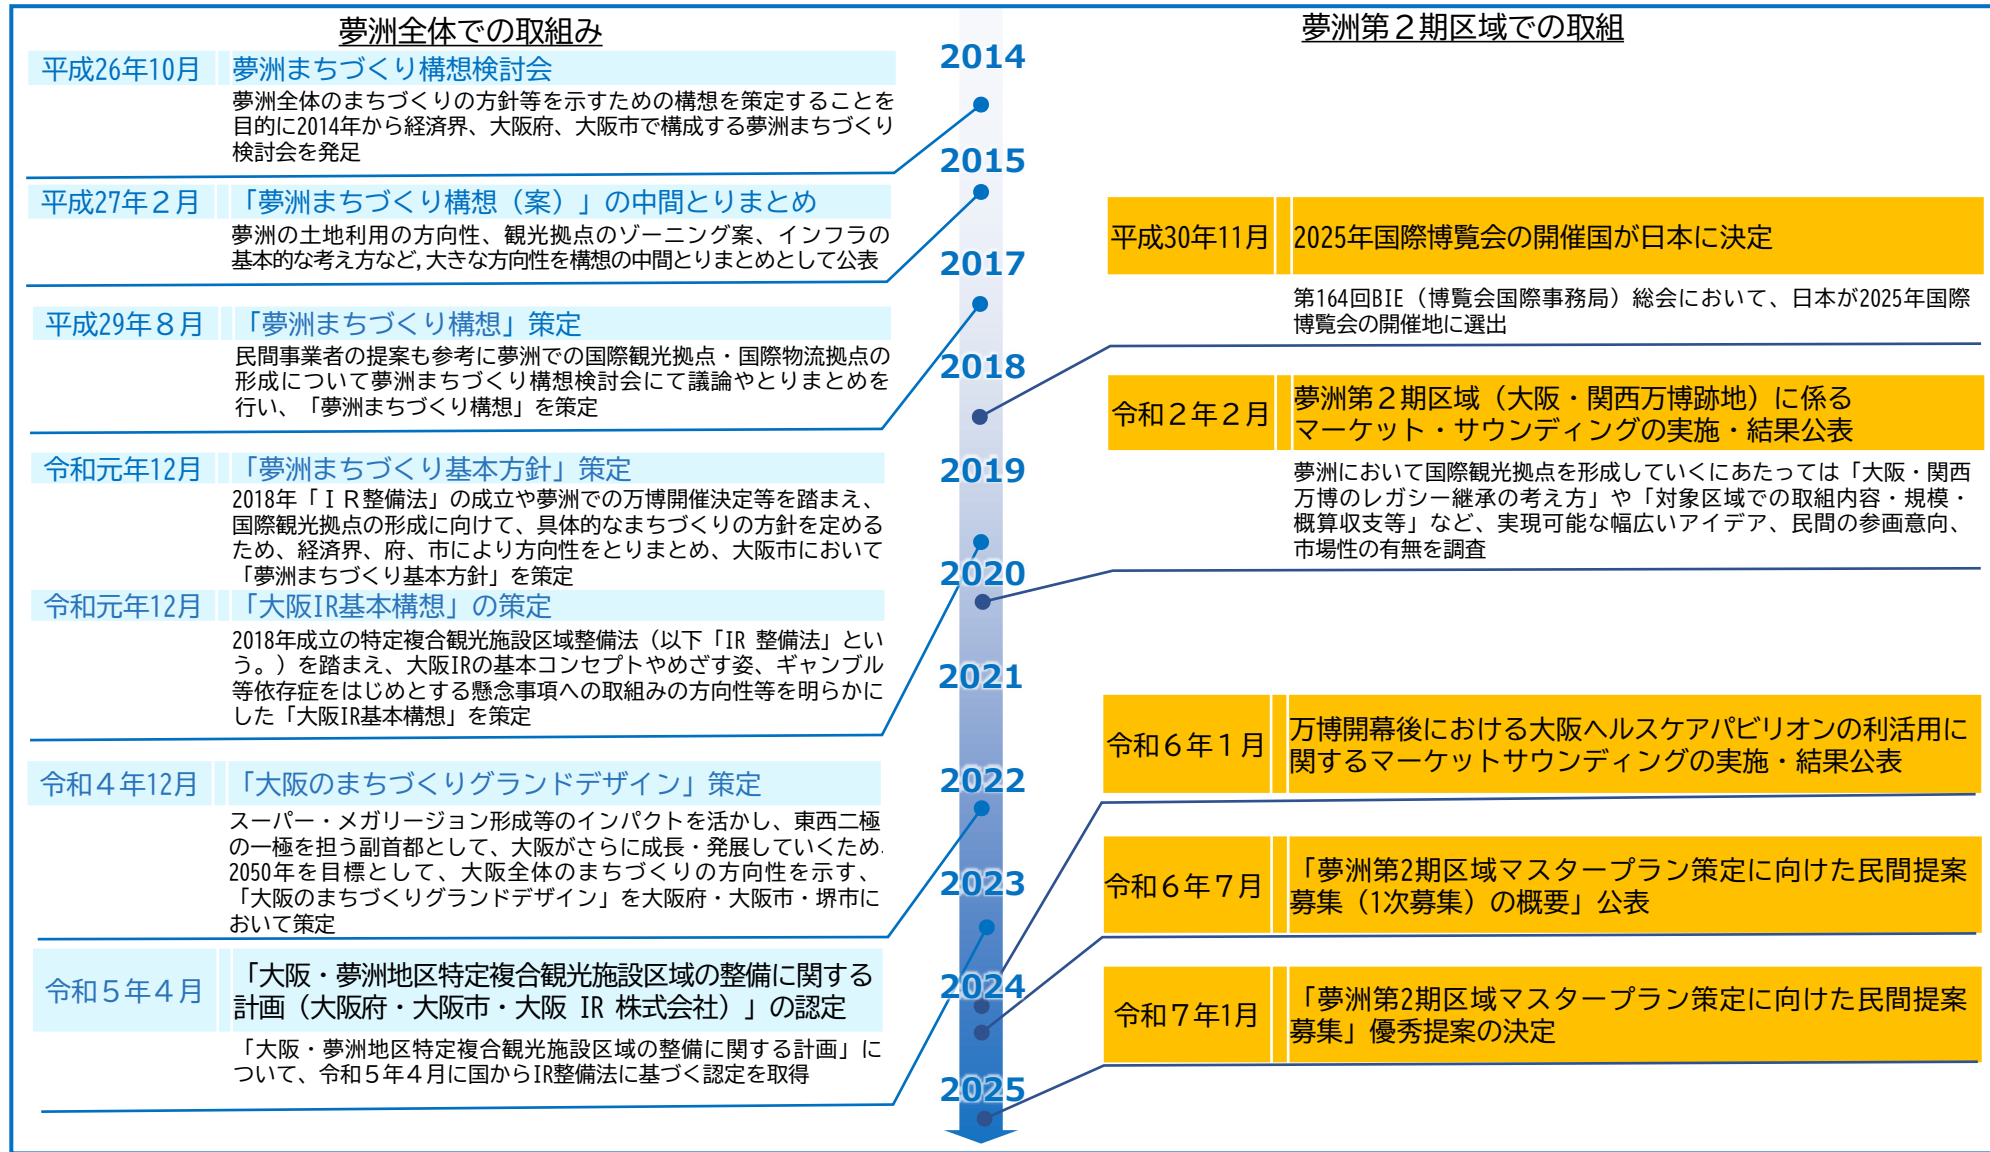 夢洲全体での取組み
平成26年10月 夢洲まちづくり構想検討会
夢洲全体のまちづくりの方針等を示すための構想を策定することを
目的に2014年から経済界、大阪府、大阪市で構成する夢洲まちづくり
検討会を発足
平成27年２月 「夢洲まちづくり構想（案）」の中間とりまとめ
夢洲の土地利用の方向性、観光拠点のゾーニング案、インフラの
基本的な考え方など,大きな方向性を構想の中間とりまとめとして公表
平成29年８月 「夢洲まちづくり構想」策定
民間事業者の提案も参考に夢洲での国際観光拠点・国際物流拠点の
形成について夢洲まちづくり構想検討会にて議論やとりまとめを
行い、「夢洲まちづくり構想」を策定
令和元年12月 「夢洲まちづくり基本方針」策定
2018年「ＩＲ整備法」の成立や夢洲での万博開催決定等を踏まえ、
国際観光拠点の形成に向けて、具体的なまちづくりの方針を定める
ため、経済界、府、市により方向性をとりまとめ、大阪市において
「夢洲まちづくり基本方針」を策定
令和元年12月 「大阪IR基本構想」の策定
2018年成立の特定複合観光施設区域整備法（以下「IR 整備法」とい
う。）を踏まえ、大阪IRの基本コンセプトやめざす姿、ギャンブル
等依存症をはじめとする懸念事項への取組みの方向性等を明らかに
した「大阪IR基本構想」を策定
令和４年12月 「大阪のまちづくりグランドデザイン」策定
スーパー・メガリージョン形成等のインパクトを活かし、東西二極
の一極を担う副首都として、大阪がさらに成長・発展していくため、
2050年を目標として、大阪全体のまちづくりの方向性を示す、
「大阪のまちづくりグランドデザイン」を大阪府・大阪市・堺市に
おいて策定
令和５年４月 「大阪・夢洲地区特定複合観光施設区域の整備に関する
計画（大阪府・大阪市・大阪 IR 株式会社）」の認定
「大阪・夢洲地区特定複合観光施設区域の整備に関する計画」に
ついて、令和５年４月に国からIR整備法に基づく認定を取得
2014
2015
2017
2018
2019
2020
2021
2022
2023
2024
2025
夢洲第２期区域での取組
平成30年11月 2025年国際博覧会の開催国が日本に決定
第164回BIE（博覧会国際事務局）総会において、日本が2025年国際
博覧会の開催地に選出
令和２年２月 夢洲第２期区域（大阪・関西万博跡地）に係る
マーケット・サウンディングの実施・結果公表
夢洲において国際観光拠点を形成していくにあたっては「大阪・関西
万博のレガシー継承の考え方」や「対象区域での取組内容・規模・
概算収支等」など、実現可能な幅広いアイデア、民間の参画意向、
市場性の有無を調査
令和６年１月 万博開幕後における大阪ヘルスケアパビリオンの利活用に
関するマーケットサウンディングの実施・結果公表
令和６年７月 「夢洲第2期区域マスタープラン策定に向けた民間提案
募集（1次募集）の概要」公表
令和７年1月 「夢洲第2期区域マスタープラン策定に向けた民間提案
募集」優秀提案の決定